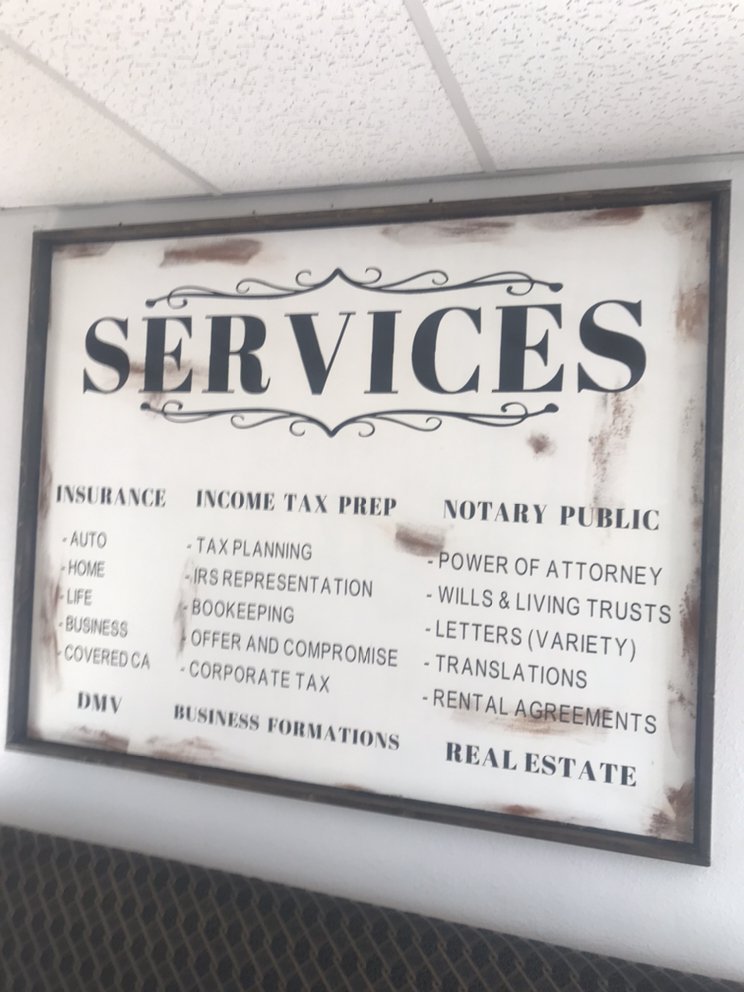 SERVICES
INSURANCE
- AUTO
- HOME
- LIFE
- BUSINESS
- COVERED CA
DMV
INCOME TAX PREP
- TAX PLANNING
- IRS REPRESENTATION
- BOOKEEPING
- OFFER AND COMPROMISE
- CORPORATE TAX
BUSINESS FORMATIONS
NOTARY PUBLIC
- POWER OF ATTORNEY
- WILLS & LIVING TRUSTS
- LETTERS (VARIETY)
- TRANSLATIONS
- RENTAL AGREEMENTS
REAL ESTATE